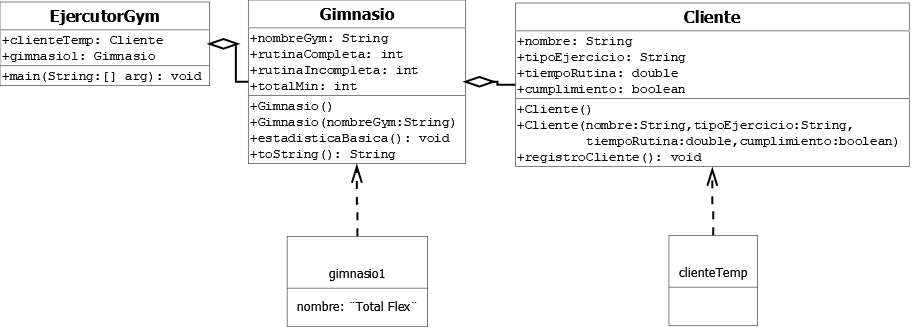 EjercutorGym
+clienteTemp: Cliente
+gimnasio1: Gimnasio
+main(String:[] arg): void
Gimnasio
+nombreGym: String
+rutinaCompleta: int
+rutinaIncompleta: int
+totalMin: int
+Gimnasio()
+Gimnasio(nombreGym:String)
+estadisticaBasica(): void
+toString(): String
Cliente
+nombre: String
+tipoEjercicio: String
+tiempoRutina: double
+cumplimiento: boolean
+Cliente()
+Cliente(nombre:String,tipoEjercicio:String,
tiempoRutina:double,cumplimiento:boolean)
+registroCliente(): void
gimnasio1
nombre: ¨Total Flex¨
clienteTemp